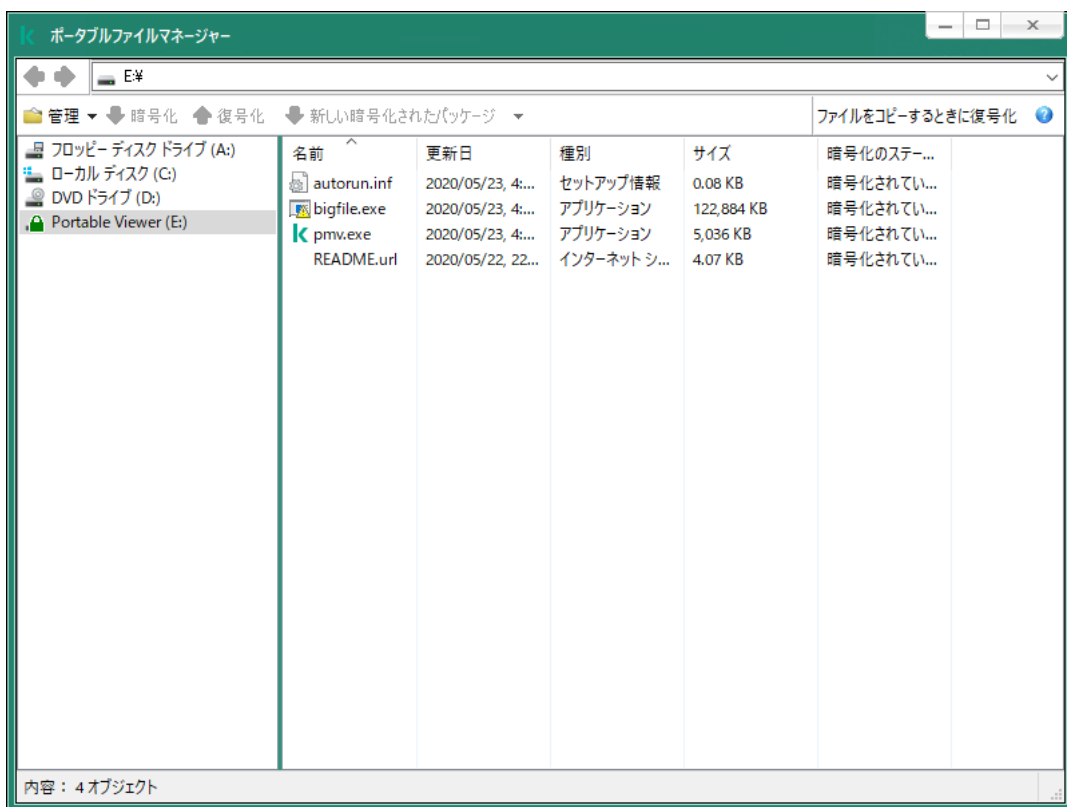 ポータブルファイルマネージャー
E:¥
管理 暗号化 復号化 新しい暗号化されたパッケージ ファイルをコピーするときに復号化
フロッピー ディスク ドライブ (A:)
ローカル ディスク (C:)
DVD ドライブ (D:)
Portable Viewer (E:)
名前 更新日 種別 サイズ 暗号化のステー...
autorun.inf 2020/05/23, 4:... セットアップ情報 0.08 KB 暗号化されてい...
bigfile.exe 2020/05/23, 4:... アプリケーション 122,884 KB 暗号化されてい...
pmv.exe 2020/05/23, 4:... アプリケーション 5,036 KB 暗号化されてい...
README.url 2020/05/22, 22... インターネット シ... 4.07 KB 暗号化されてい...
内容： 4 オブジェクト